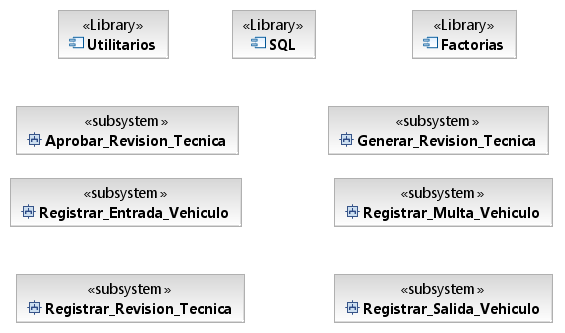 «Library»
Utilitarios
«Library»
SQL
«Library»
Factorias
«subsystem»
Aprobar_Revision_Tecnica
«subsystem»
Generar_Revision_Tecnica
«subsystem»
Registrar_Entrada_Vehiculo
«subsystem»
Registrar_Multa_Vehiculo
«subsystem»
Registrar_Revision_Tecnica
«subsystem»
Registrar_Salida_Vehiculo